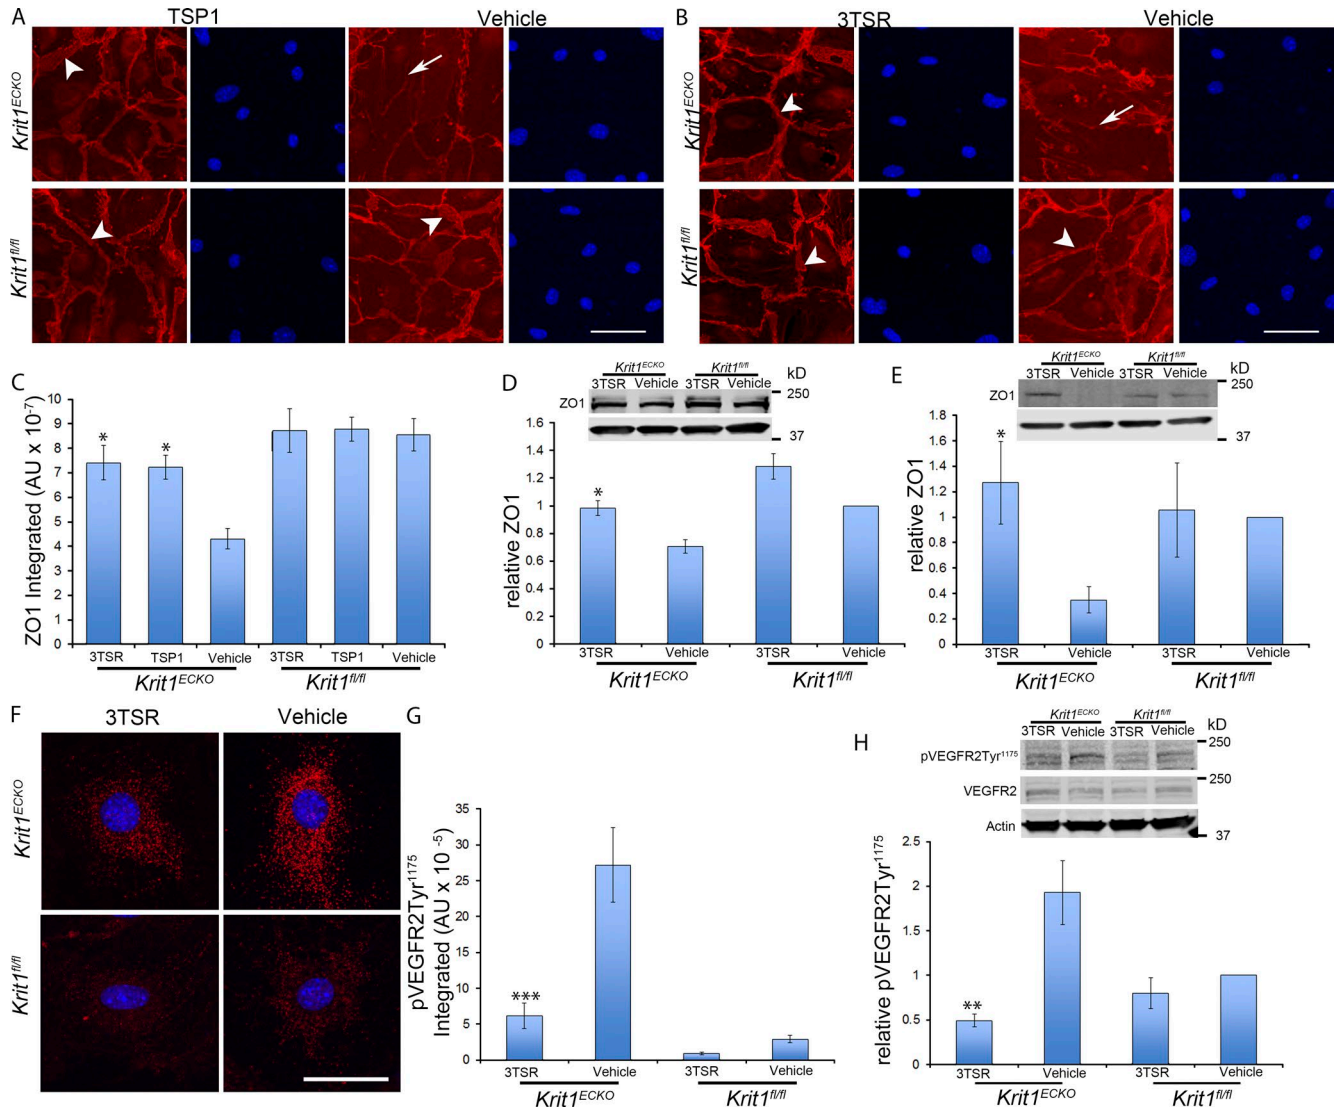 A TSP1 Vehicle
Krit1ECKO
Krit1fl/fl
B 3TSR Vehicle
Krit1ECKO
Krit1fl/fl
C
ZO1 Integrated (AU x 10-7)
10
9
8
7
6
5
4
3
2
1
0
* *
3TSR TSP1 Vehicle 3TSR TSP1 Vehicle
Krit1ECKO Krit1fl/fl
D
Krit1ECKO Krit1fl/fl kD
3TSR Vehicle 3TSR Vehicle
250
ZO1
37
relative ZO1
1.6
1.4
1.2
1
0.8
0.6
0.4
0.2
0
*
3TSR Vehicle 3TSR Vehicle
Krit1ECKO Krit1fl/fl
E
Krit1ECKO Krit1fl/fl
3TSR Vehicle 3TSR Vehicle kD
250
ZO1
37
relative ZO1
1.8
1.6
1.4
1.2
1
0.8
0.6
0.4
0.2
0
*
3TSR Vehicle 3TSR Vehicle
Krit1ECKO Krit1fl/fl
F 3TSR Vehicle
Krit1ECKO
Krit1fl/fl
G
pVEGFR2Tyr1175
Integrated (AU x 10 -5)
35
30
25
20
15
10
5
0
***
3TSR Vehicle 3TSR Vehicle
Krit1ECKO Krit1fl/fl
H
Krit1ECKO Krit1fl/fl kD
3TSR Vehicle 3TSR Vehicle
250
pVEGFR2Tyr1175
250
VEGFR2
Actin
37
relative pVEGFR2Tyr1175
2.5
2
1.5
1
0.5
0
**
3TSR Vehicle 3TSR Vehicle
Krit1ECKO Krit1fl/fl